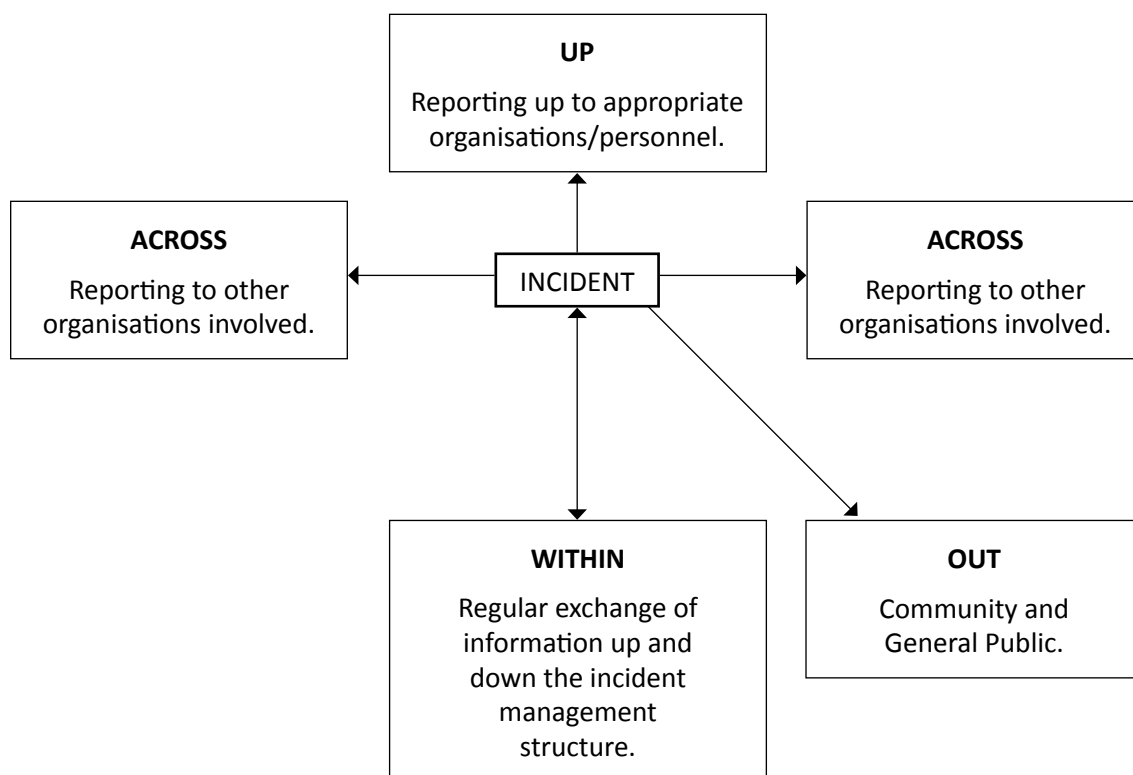 UP
Reporting up to appropriate
organisations/personnel.
ACROSS
Reporting to other
organisations involved.
INCIDENT
ACROSS
Reporting to other
organisations involved.
WITHIN
Regular exchange of
information up and
down the incident
management
structure.
OUT
Community and
General Public.